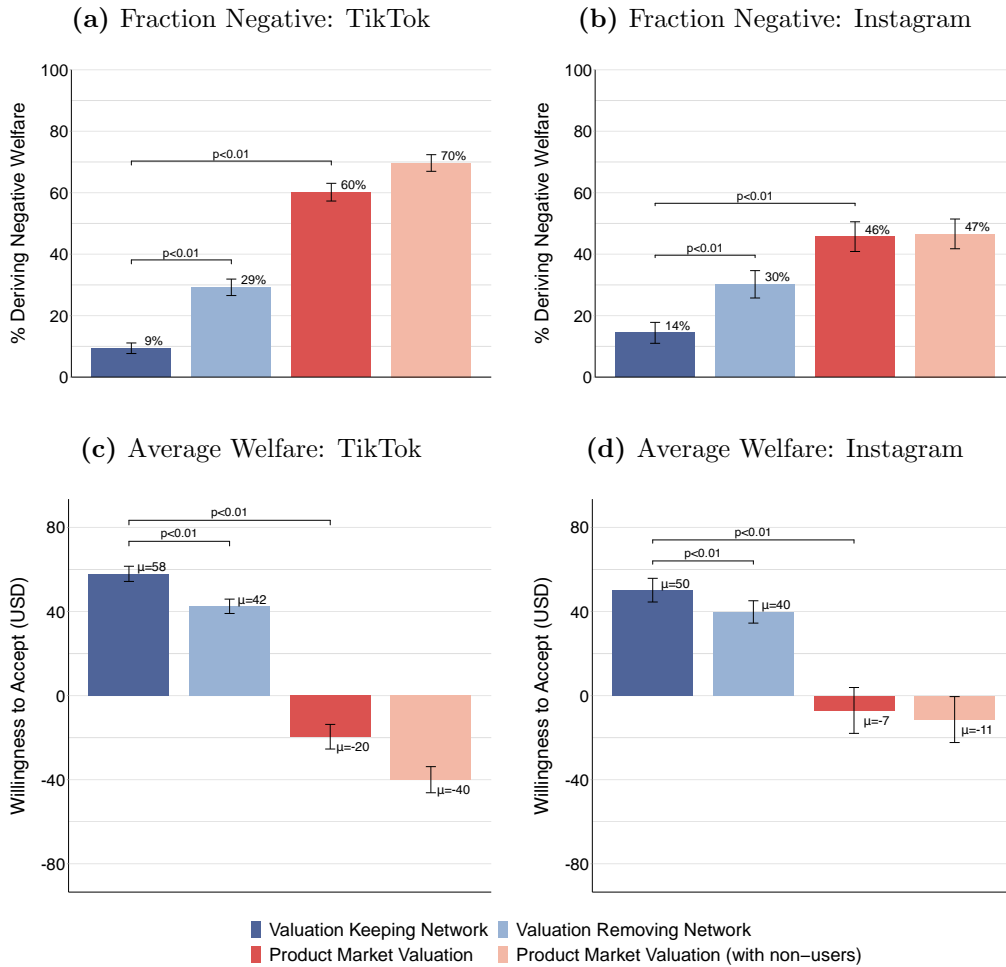 (a) Fraction Negative: TikTok
(b) Fraction Negative: Instagram
% Deriving Negative Welfare
100
80
60
40
20
0
p<0.01
p<0.01
9%
29%
60%
70%
% Deriving Negative Welfare
100
80
60
40
20
0
p<0.01
p<0.01
14%
30%
46%
47%
(c) Average Welfare: TikTok
(d) Average Welfare: Instagram
Willingness to Accept (USD)
80
40
0
-40
-80
p<0.01
p<0.01
μ=58
μ=42
μ=-20
μ=-40
Willingness to Accept (USD)
80
40
0
-40
-80
p<0.01
p<0.01
μ=50
μ=40
μ=-7
μ=-11
Valuation Keeping Network
Valuation Removing Network
Product Market Valuation
Product Market Valuation (with non−users)